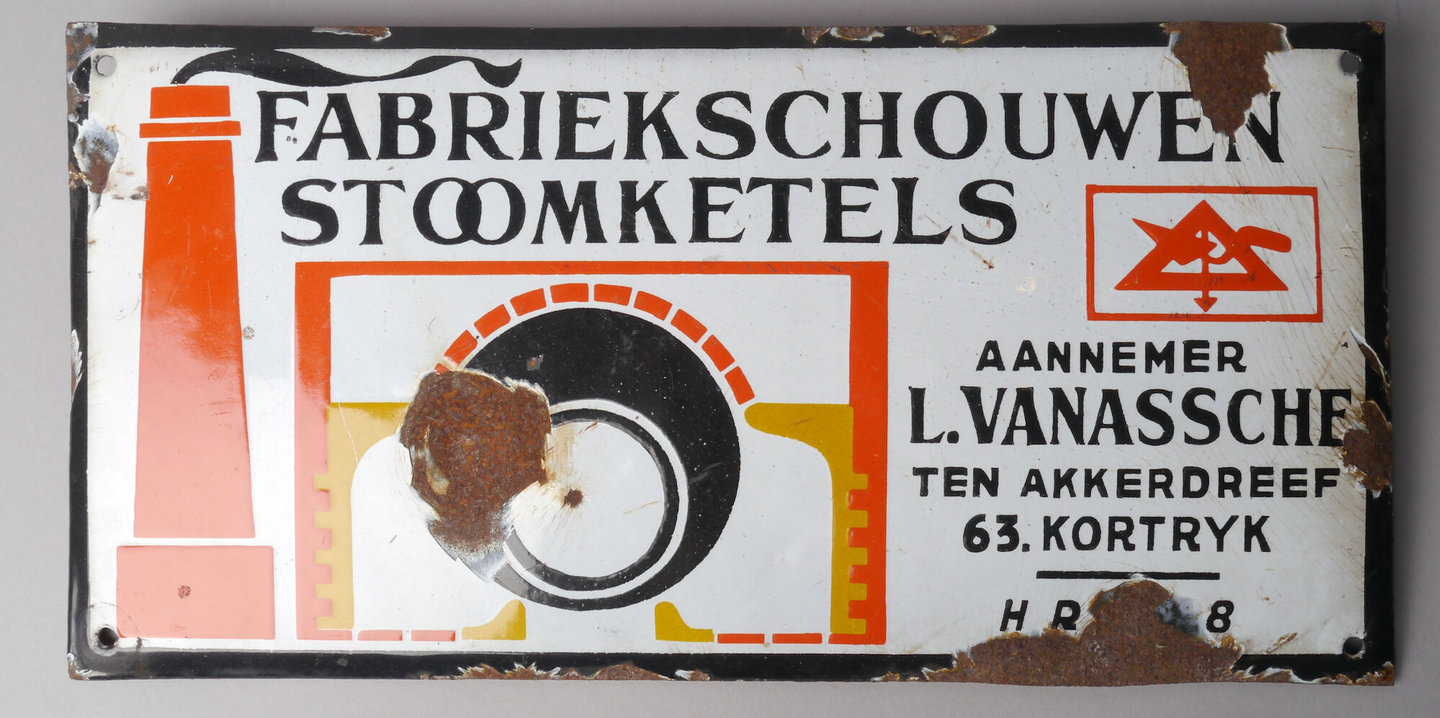 FABRIEKSCHOUWEN
STOOMKETELS
AANNEMER
L.VANASSCHE
TEN AKKERDREEF
63. KORTRYK
H R